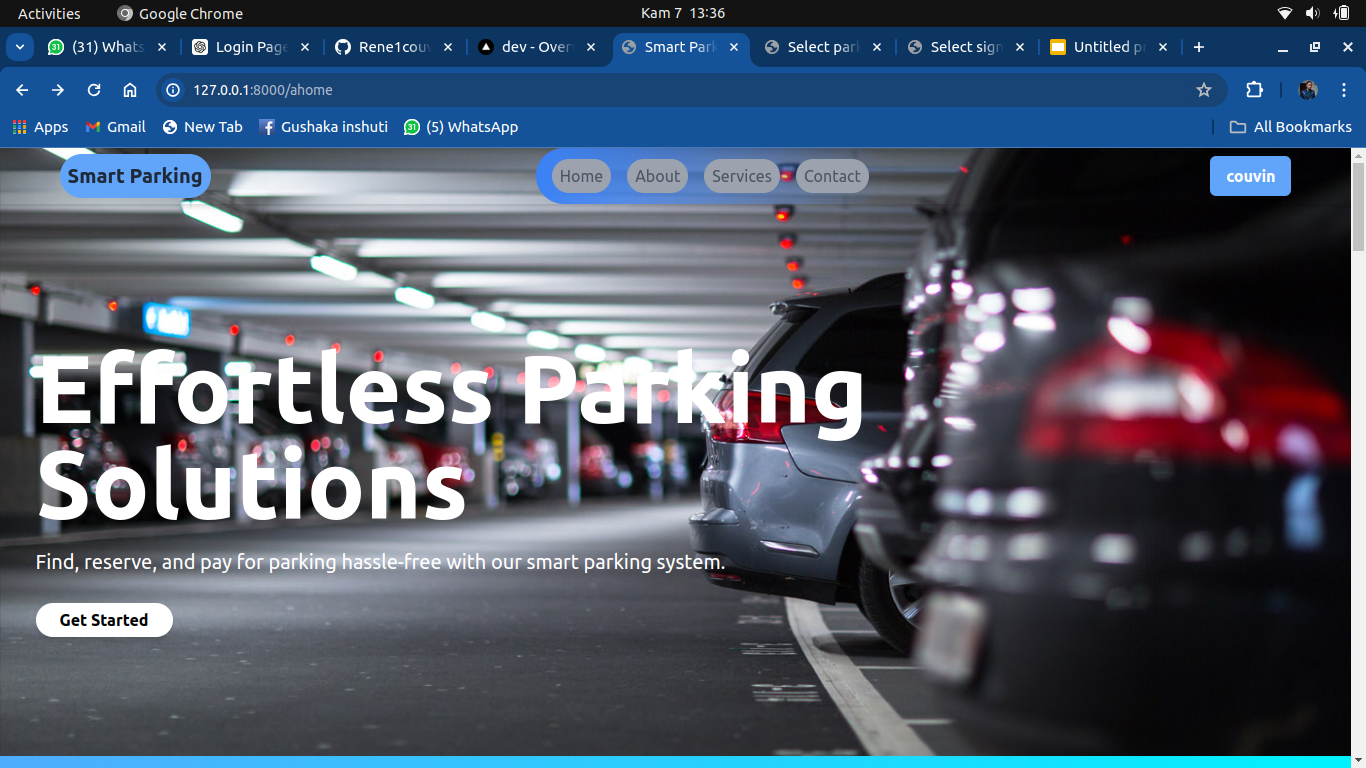 Activities Google Chrome Kam 7 13:36
(31) Whats Login Page Rene1couv dev - Over Smart Park Select park Select sign Untitled p
127.0.0.1:8000/ahome
Apps Gmail New Tab Gushaka inshuti (5) WhatsApp All Bookmarks
Smart Parking Home About Services Contact couvin
Effortless Parking
Solutions
Find, reserve, and pay for parking hassle-free with our smart parking system.
Get Started